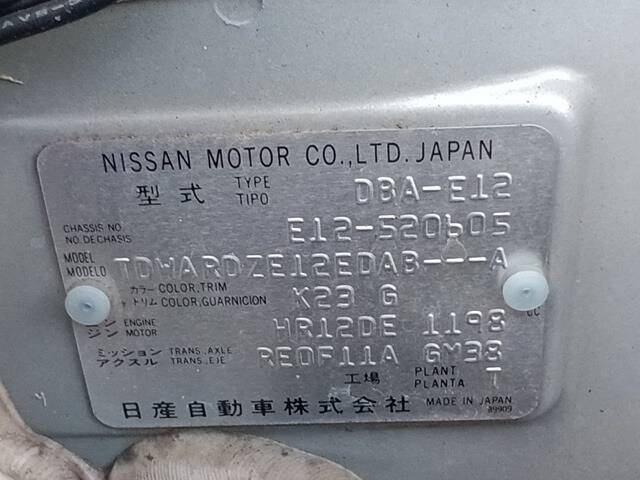 NISSAN MOTOR CO.,LTD. JAPAN
型式 TYPE TIPO DBA-E12
CHASSIS NO. NO. DE CHASIS E12-520605
MODEL MODELO TDWARDZE12EDAB---A
カラー COLOR,TRIM トリム COLOR,GUARNICION K23 G
ENGINE ジン MOTOR HR12DE 1198 CC
ミッション TRANS.,AXLE アクスル TRANS.,EJE RE0F11A GM38
工場 PLANT PLANTA T
日産自動車株式会社 MADE IN JAPAN
89909